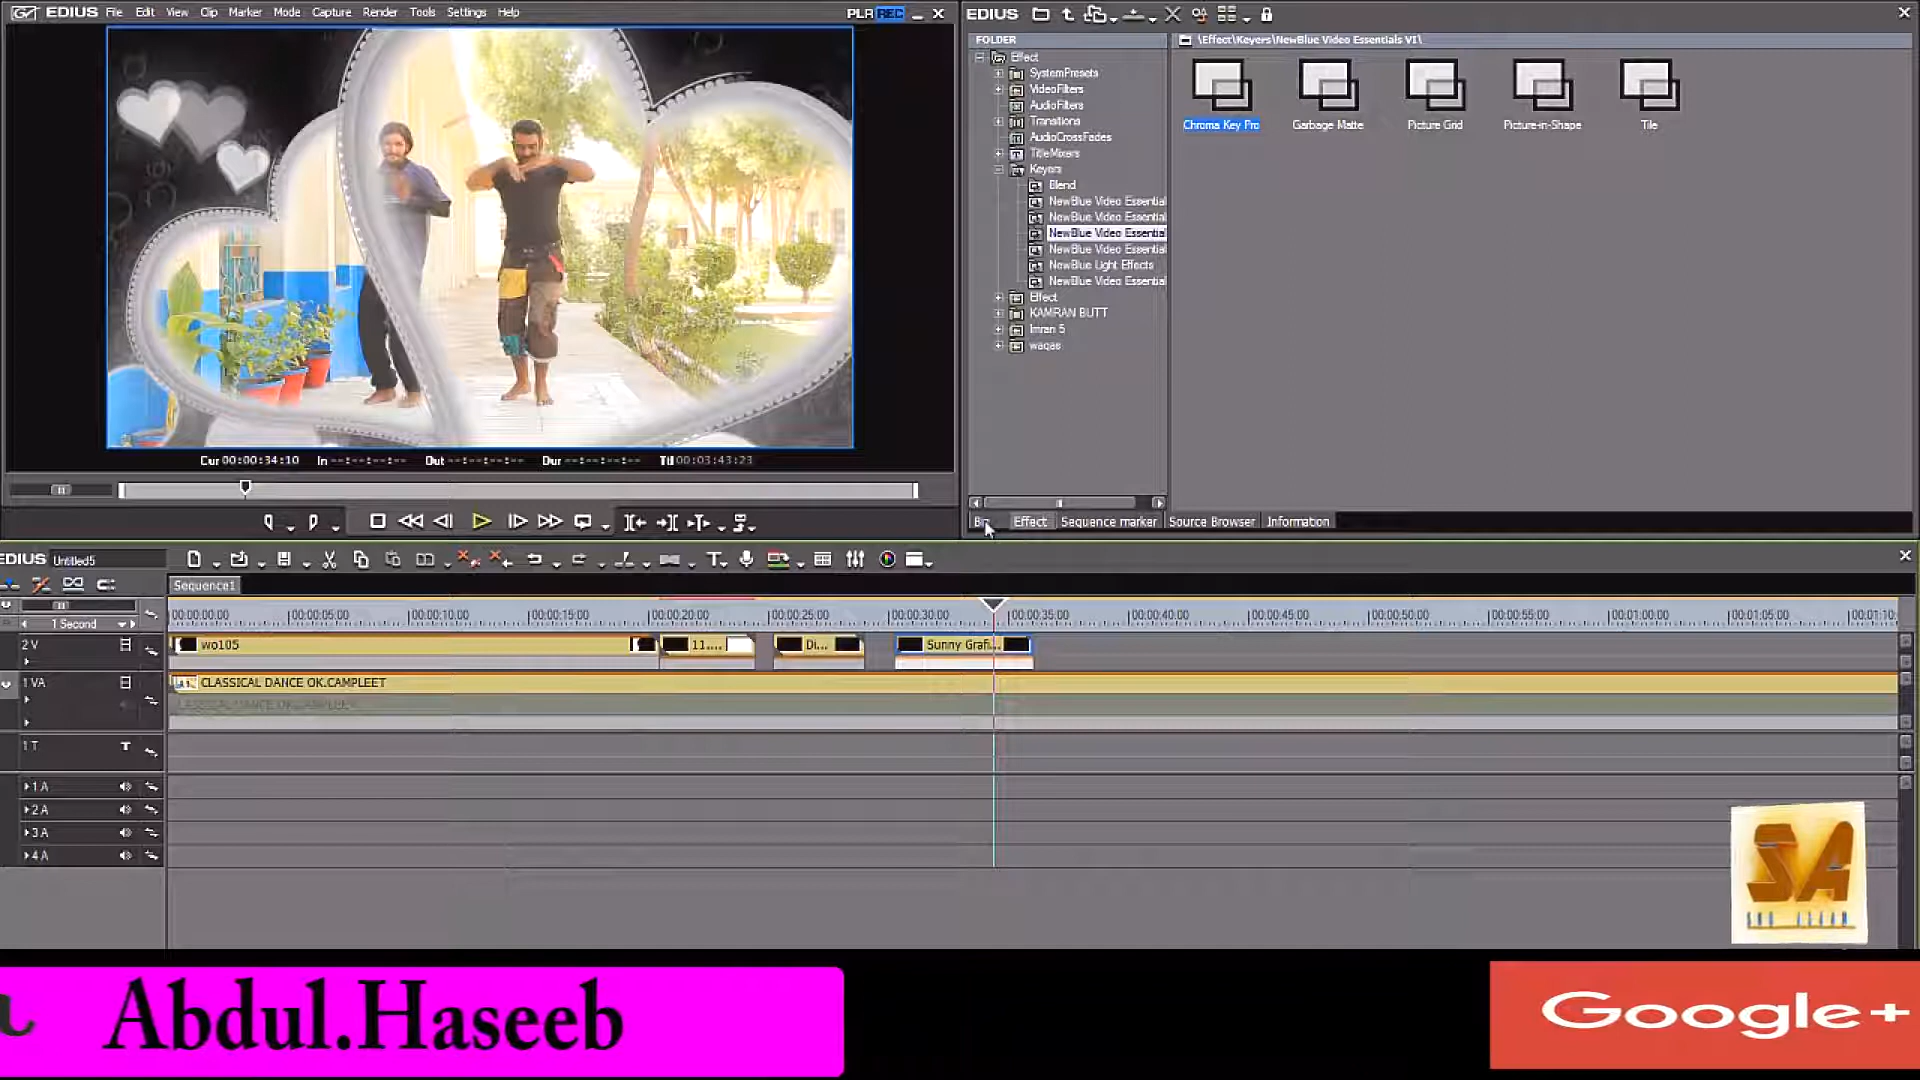 EDIUS File Edit View Clip Marker Mode Capture Render Tools Settings Help PLR REC
Cur 00:00:34:10 In --:--:--:-- Out --:--:--:-- Dur --:--:--:-- Ttl 00:03:43:23
EDIUS
FOLDER
Effect
SystemPresets
VideoFilters
AudioFilters
Transitions
AudioCrossFades
TitleMixers
Keyers
Blend
NewBlue Video Essential
NewBlue Video Essential
NewBlue Video Essential
NewBlue Video Essential
NewBlue Light Effects
NewBlue Video Essential
Effect
KAMRAN BUTT
Imran 5
waqas
\Effect\Keyers\NewBlue Video Essentials VI\
Chroma Key Pro Garbage Matte Picture Grid Picture-in-Shape Tile
Effect Sequence marker Source Browser Information
EDIUS Untitled5
Sequence1
1 Second
00:00:00:00 00:00:05:00 00:00:10:00 00:00:15:00 00:00:20:00 00:00:25:00 00:00:30:00 00:00:35:00 00:00:40:00 00:00:45:00 00:00:50:00 00:00:55:00 00:01:00:00 00:01:05:00 00:01:10:
2 V wo105 11.... Di... Sunny Grafi...
1 VA CLASSICAL DANCE OK.CAMPLEET
1 T T
1 A
2 A
3 A
4 A
SA
Abdul.Haseeb
Google+